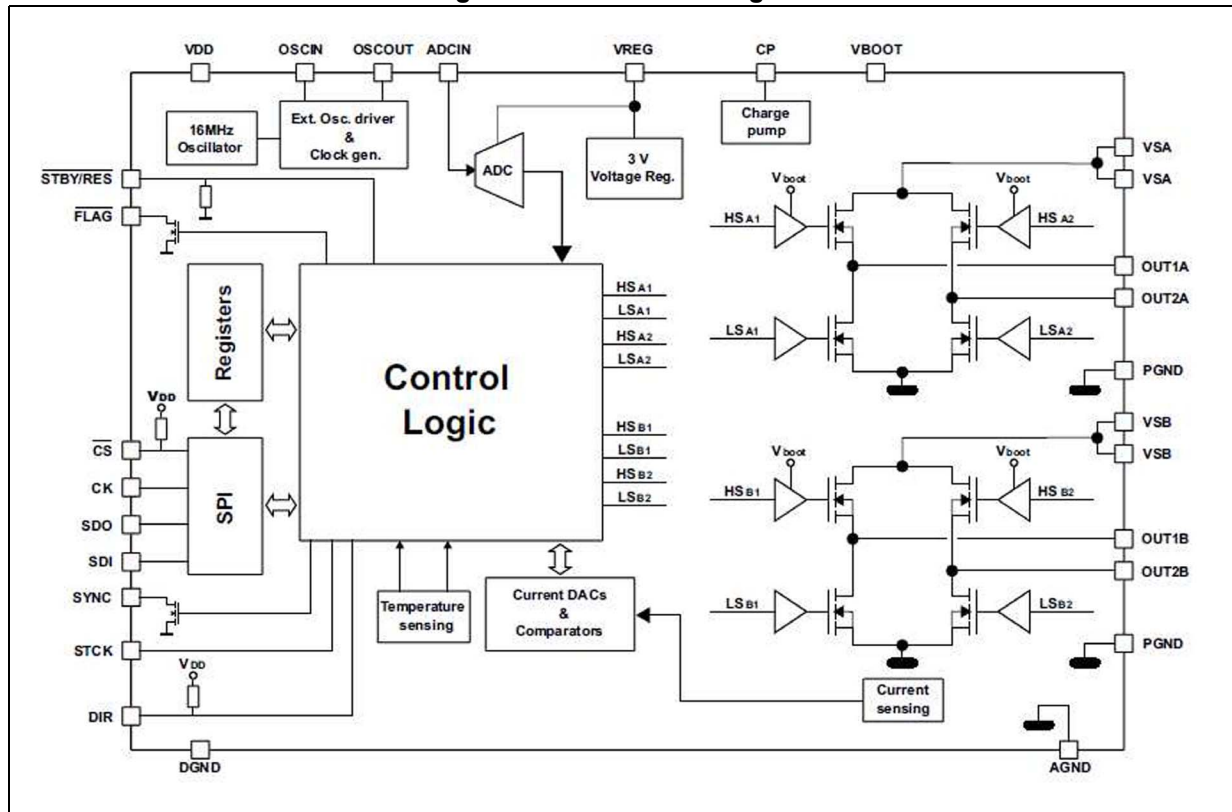 VDD OSCIN OSCOUT ADCIN VREG CP VBOOT
16MHz
Oscillator
Ext. Osc. driver
&
Clock gen.
ADC
3 V
Voltage Reg.
Charge
pump
STBY/RES
FLAG
VSA
VSA
Vboot
Vboot
HSA1
HSA2
OUT1A
OUT2A
LSA1
LSA2
PGND
Registers
Control
Logic
HSA1
LSA1
HSA2
LSA2
HSB1
LSB1
HSB2
LSB2
VDD
CS
CK
SDO
SDI
SPI
SYNC
STCK
VDD
DIR
Temperature
sensing
Current DACs
&
Comparators
VSB
VSB
Vboot
Vboot
HSB1
HSB2
OUT1B
OUT2B
LSB1
LSB2
PGND
Current
sensing
DGND
AGND